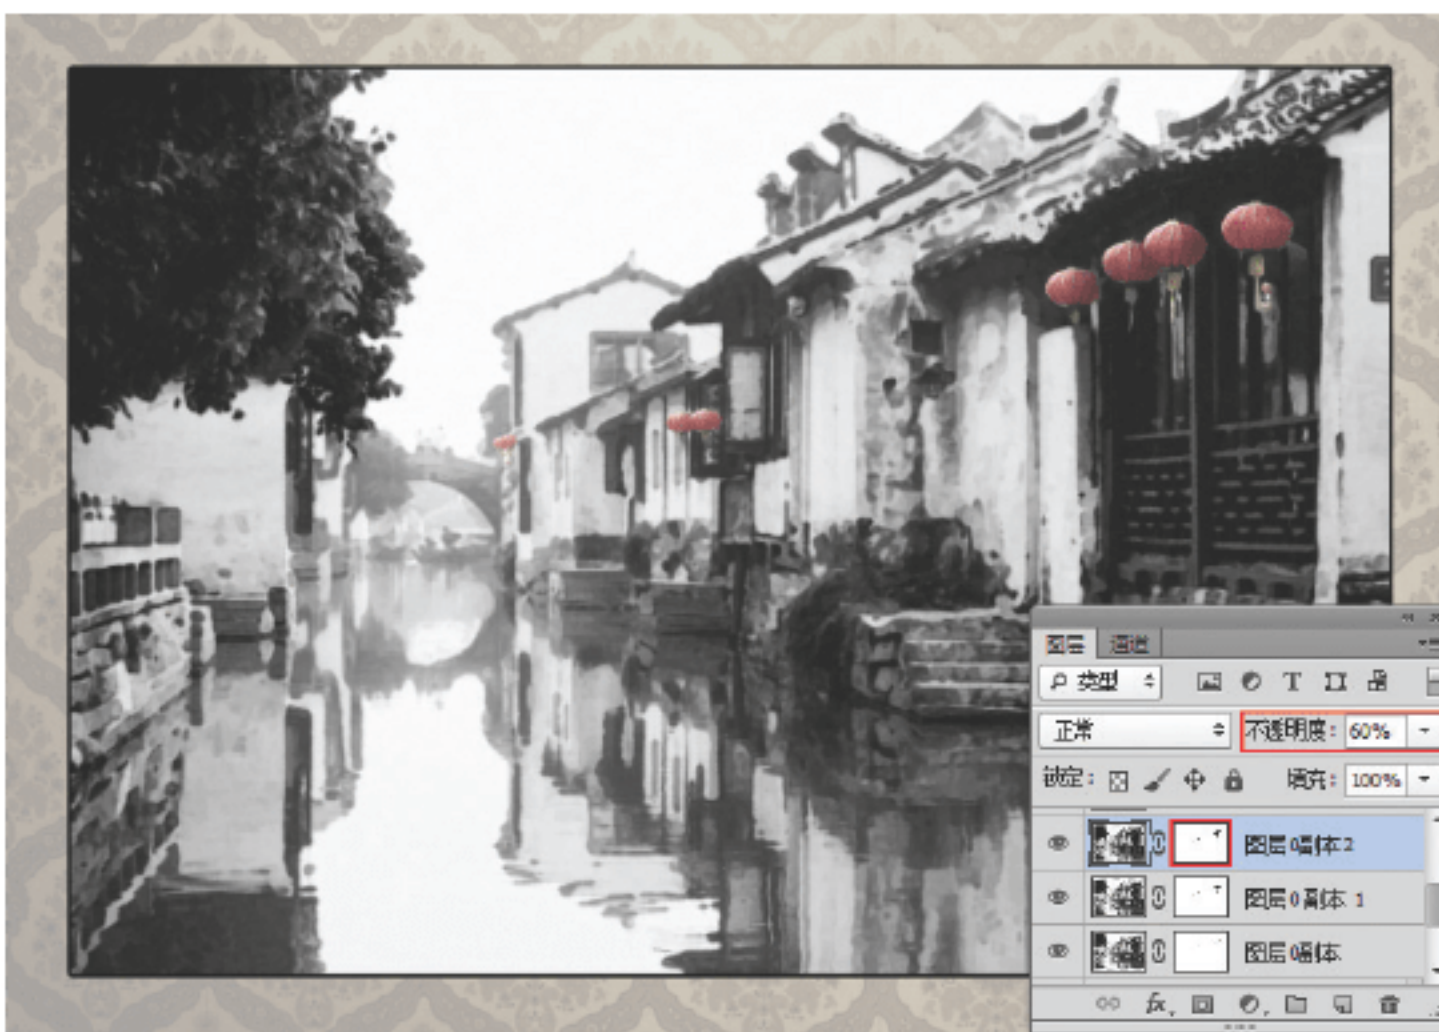 图层 通道
类型 T
正常 不透明度: 60%
锁定: 填充: 100%
图层 0副本 2
图层 0 副本 1
图层 0副本
fx